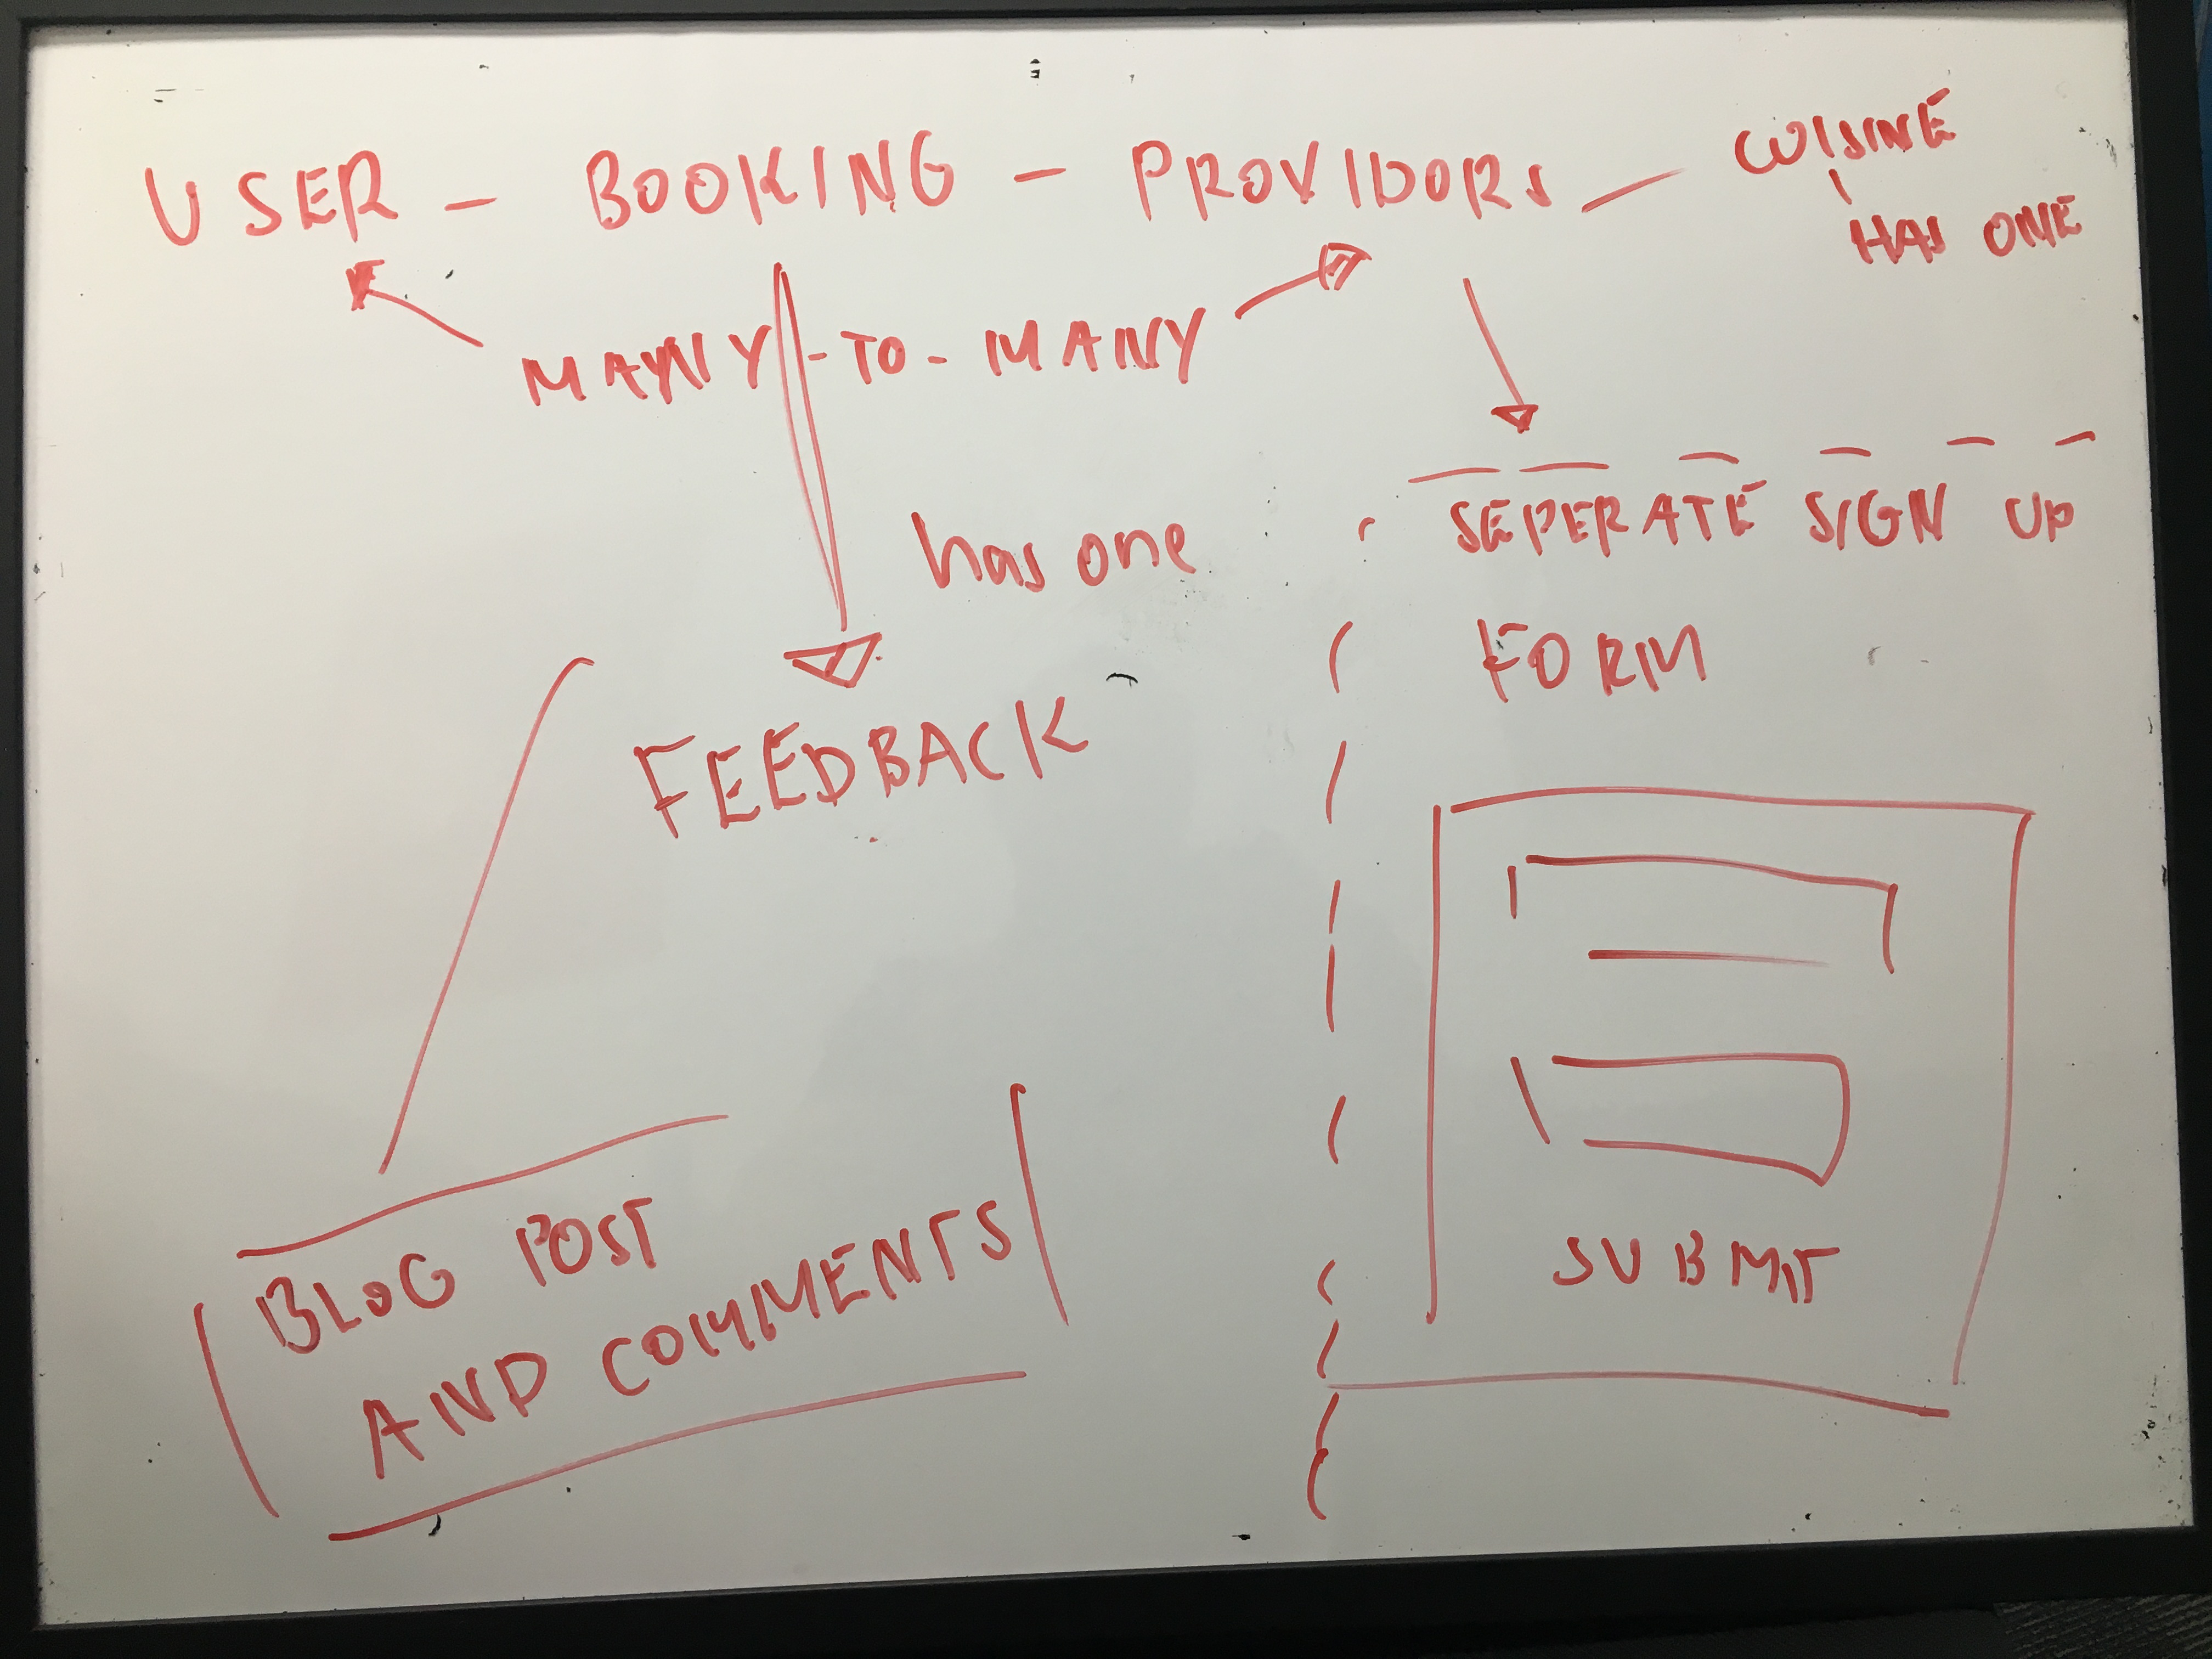 USER - BOOKING - PROVIDORS - CUISINE
HAS ONE
MANY-TO-MANY
has one
SEPERATE SIGN UP
FORM
FEEDBACK
BLOG POST
AND COMMENTS
SUBMIT